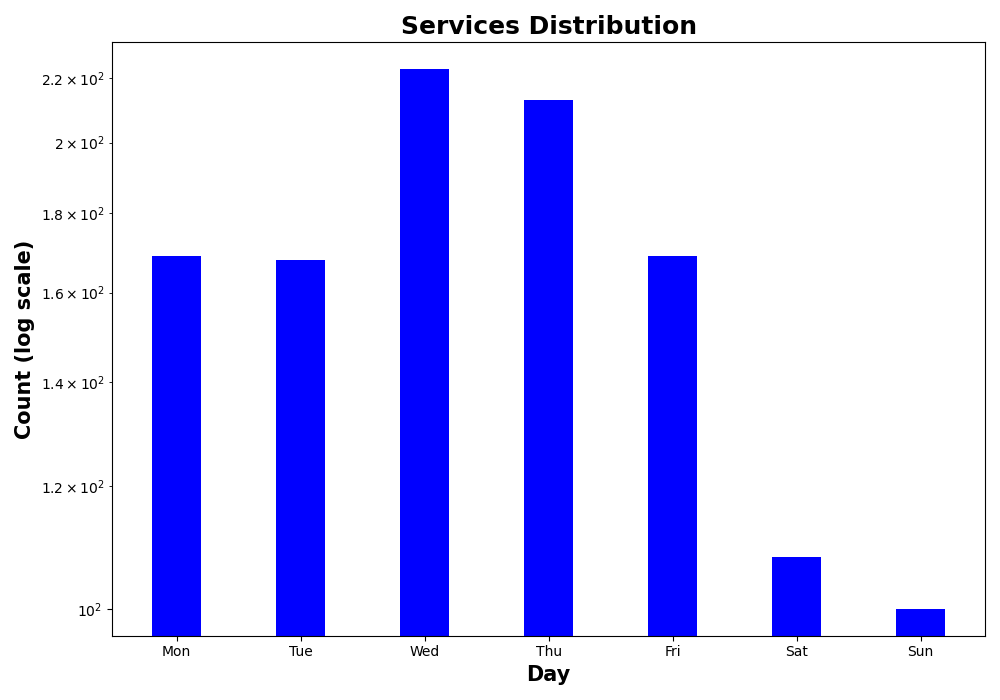 Services Distribution
Count (log scale)
2.2 × 10²
2 × 10²
1.8 × 10²
1.6 × 10²
1.4 × 10²
1.2 × 10²
10²
Mon Tue Wed Thu Fri Sat Sun
Day